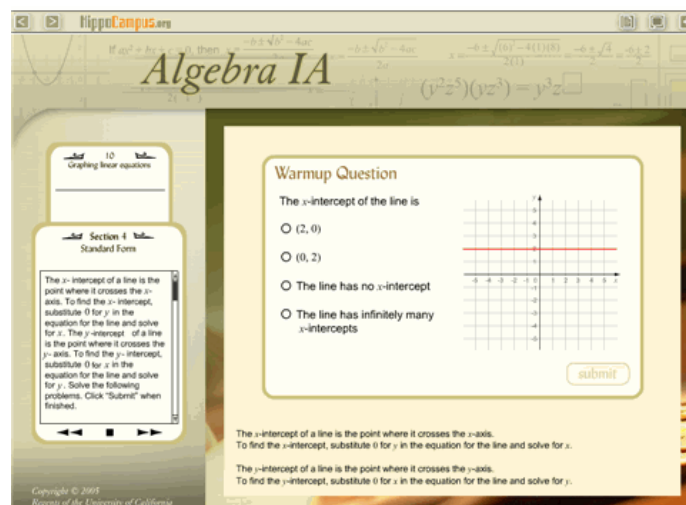 HippoCampus.org
Algebra IA
(y²z⁵)(yz³) = y³z□
10
Graphing linear equations
Section 4
Standard Form
The x- intercept of a line is the
point where it crosses the x-
axis. To find the x- intercept,
substitute 0 for y in the
equation for the line and solve
for x. The y-intercept of a line
is the point where it crosses the
y- axis. To find the y- intercept,
substitute 0 for x in the
equation for the line and solve
for y. Solve the following
problems. Click "Submit" when
finished.
Warmup Question
The x-intercept of the line is
(2, 0)
(0, 2)
The line has no x-intercept
The line has infinitely many
x-intercepts
submit
The x-intercept of a line is the point where it crosses the x-axis.
To find the x-intercept, substitute 0 for y in the equation for the line and solve for x.
The y-intercept of a line is the point where it crosses the y-axis.
To find the y-intercept, substitute 0 for x in the equation for the line and solve for y.
Copyright © 2005
Regents of the University of California